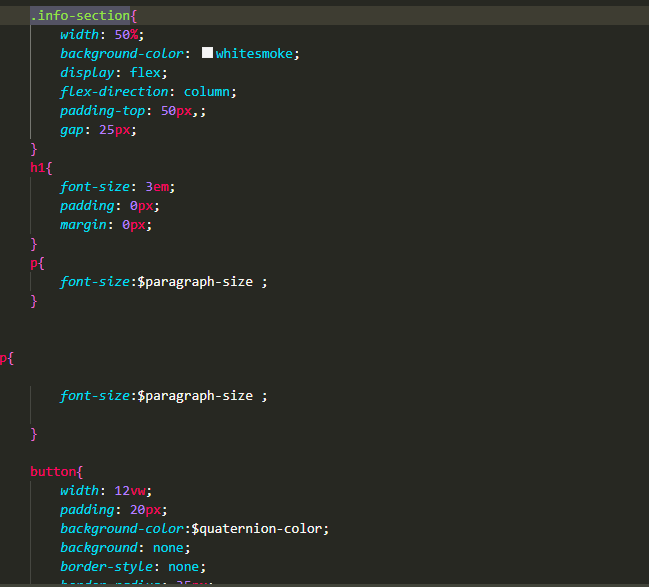 .info-section{
width: 50%;
background-color: whitesmoke;
display: flex;
flex-direction: column;
padding-top: 50px,;
gap: 25px;
}
h1{
font-size: 3em;
padding: 0px;
margin: 0px;
}
p{
font-size:$paragraph-size ;
}
p{
font-size:$paragraph-size ;
}
button{
width: 12vw;
padding: 20px;
background-color:$quaternion-color;
background: none;
border-style: none;